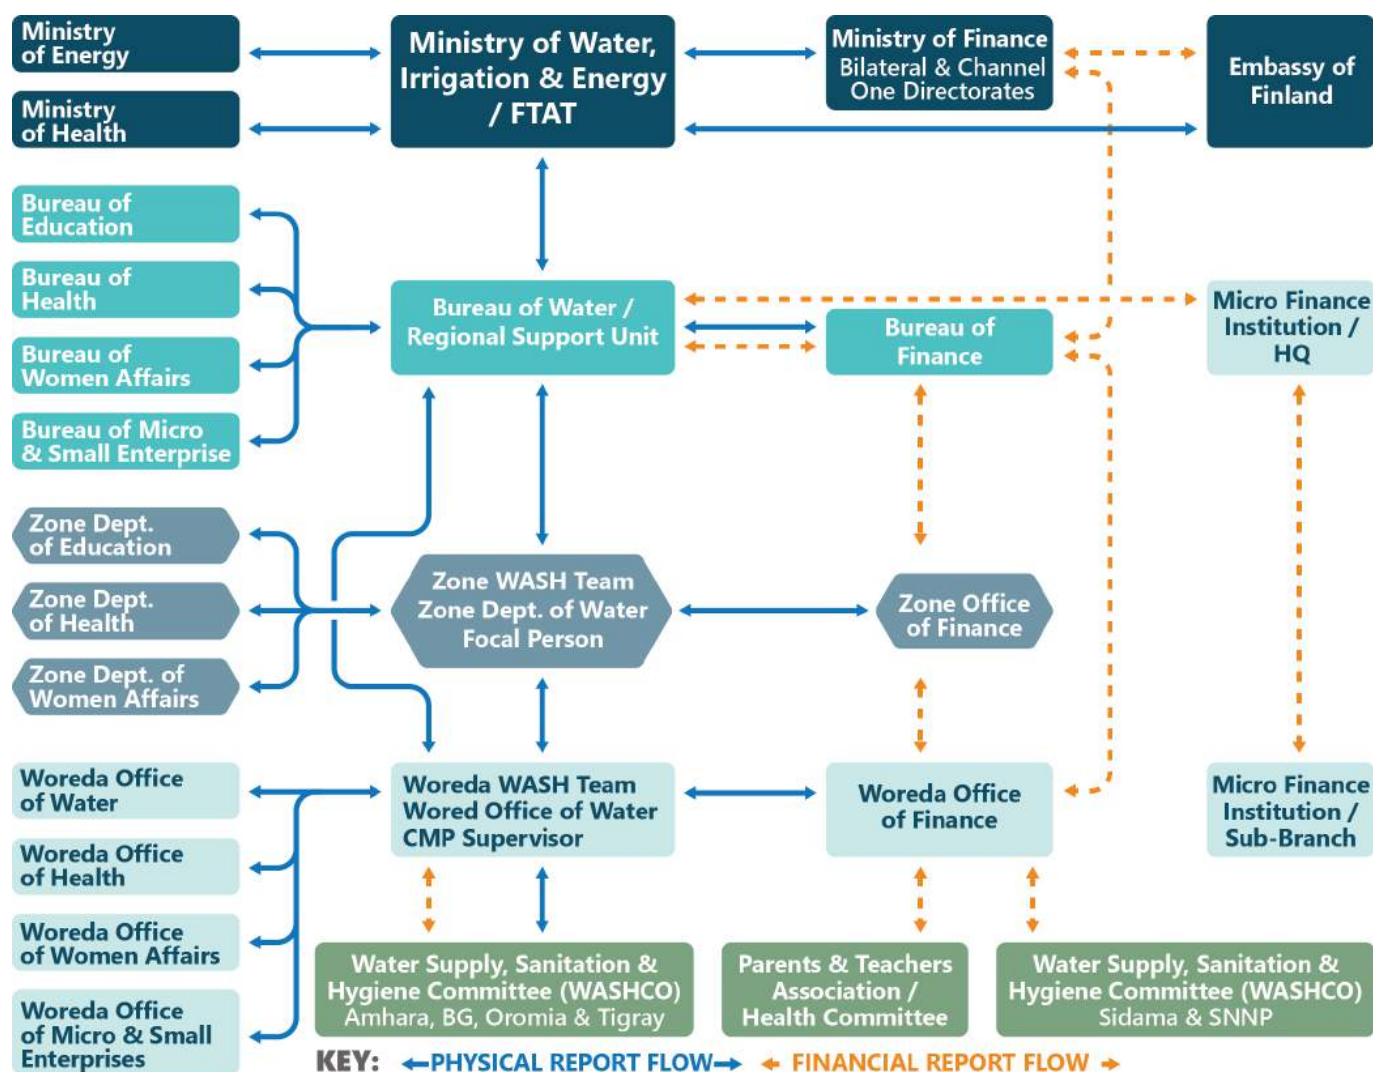 Ministry
of Energy
Ministry of Water,
Irrigation & Energy
/ FTAT
Ministry of Finance
Bilateral & Channel
One Directorates
Embassy of
Finland
Ministry
of Health
Bureau of
Education
Bureau of
Health
Bureau of
Women Affairs
Bureau of Micro
& Small Enterprise
Bureau of Water /
Regional Support Unit
Bureau of
Finance
Micro Finance
Institution /
HQ
Zone Dept.
of Education
Zone Dept.
of Health
Zone Dept. of
Women Affairs
Zone WASH Team
Zone Dept. of Water
Focal Person
Zone Office
of Finance
Woreda Office
of Water
Woreda Office
of Health
Woreda Office
of Women Affairs
Woreda Office
of Micro & Small
Enterprises
Woreda WASH Team
Wored Office of Water
CMP Supervisor
Woreda Office
of Finance
Micro Finance
Institution /
Sub-Branch
Water Supply, Sanitation &
Hygiene Committee (WASHCO)
Amhara, BG, Oromia & Tigray
Parents & Teachers
Association /
Health Committee
Water Supply, Sanitation &
Hygiene Committee (WASHCO)
Sidama & SNNP
KEY: PHYSICAL REPORT FLOW FINANCIAL REPORT FLOW